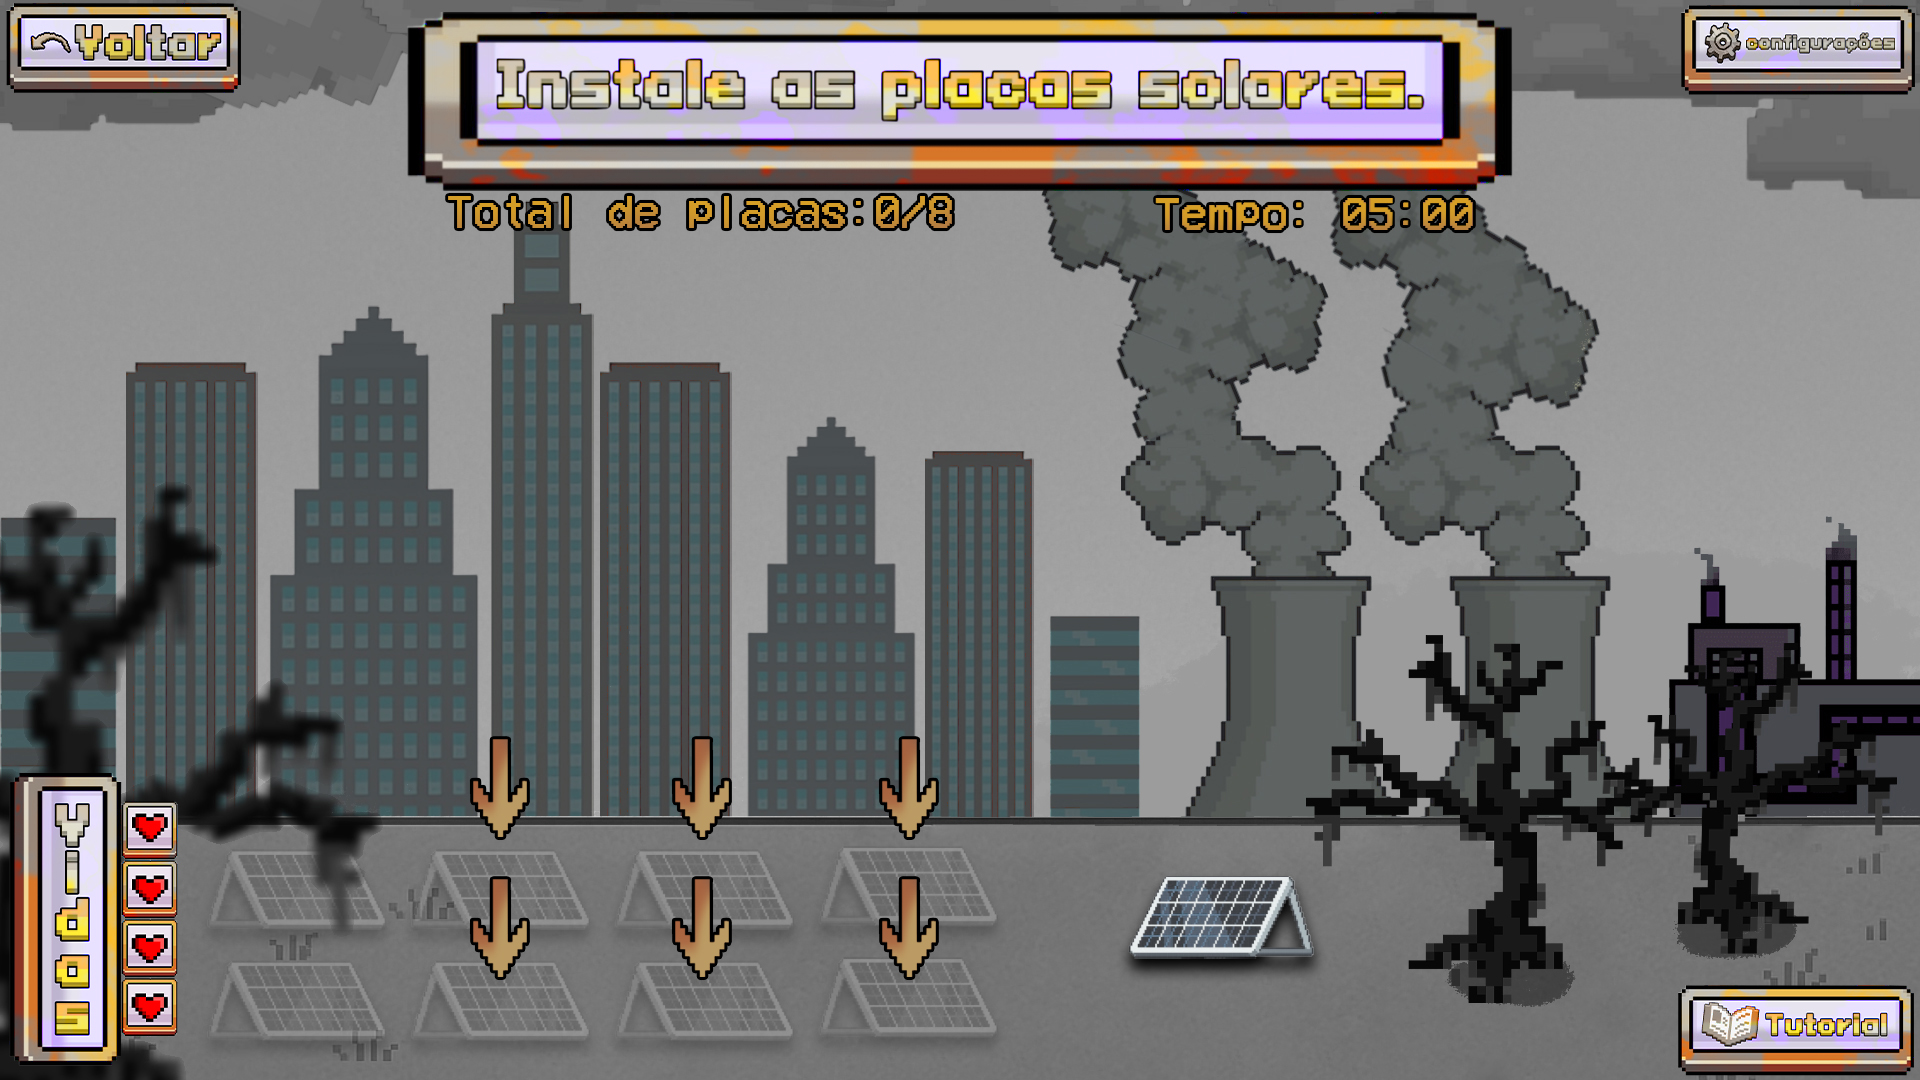 Voltar
Instale as placas solares.
configurações
Total de placas:0/8
Tempo: 05:00
Vidas
Tutorial